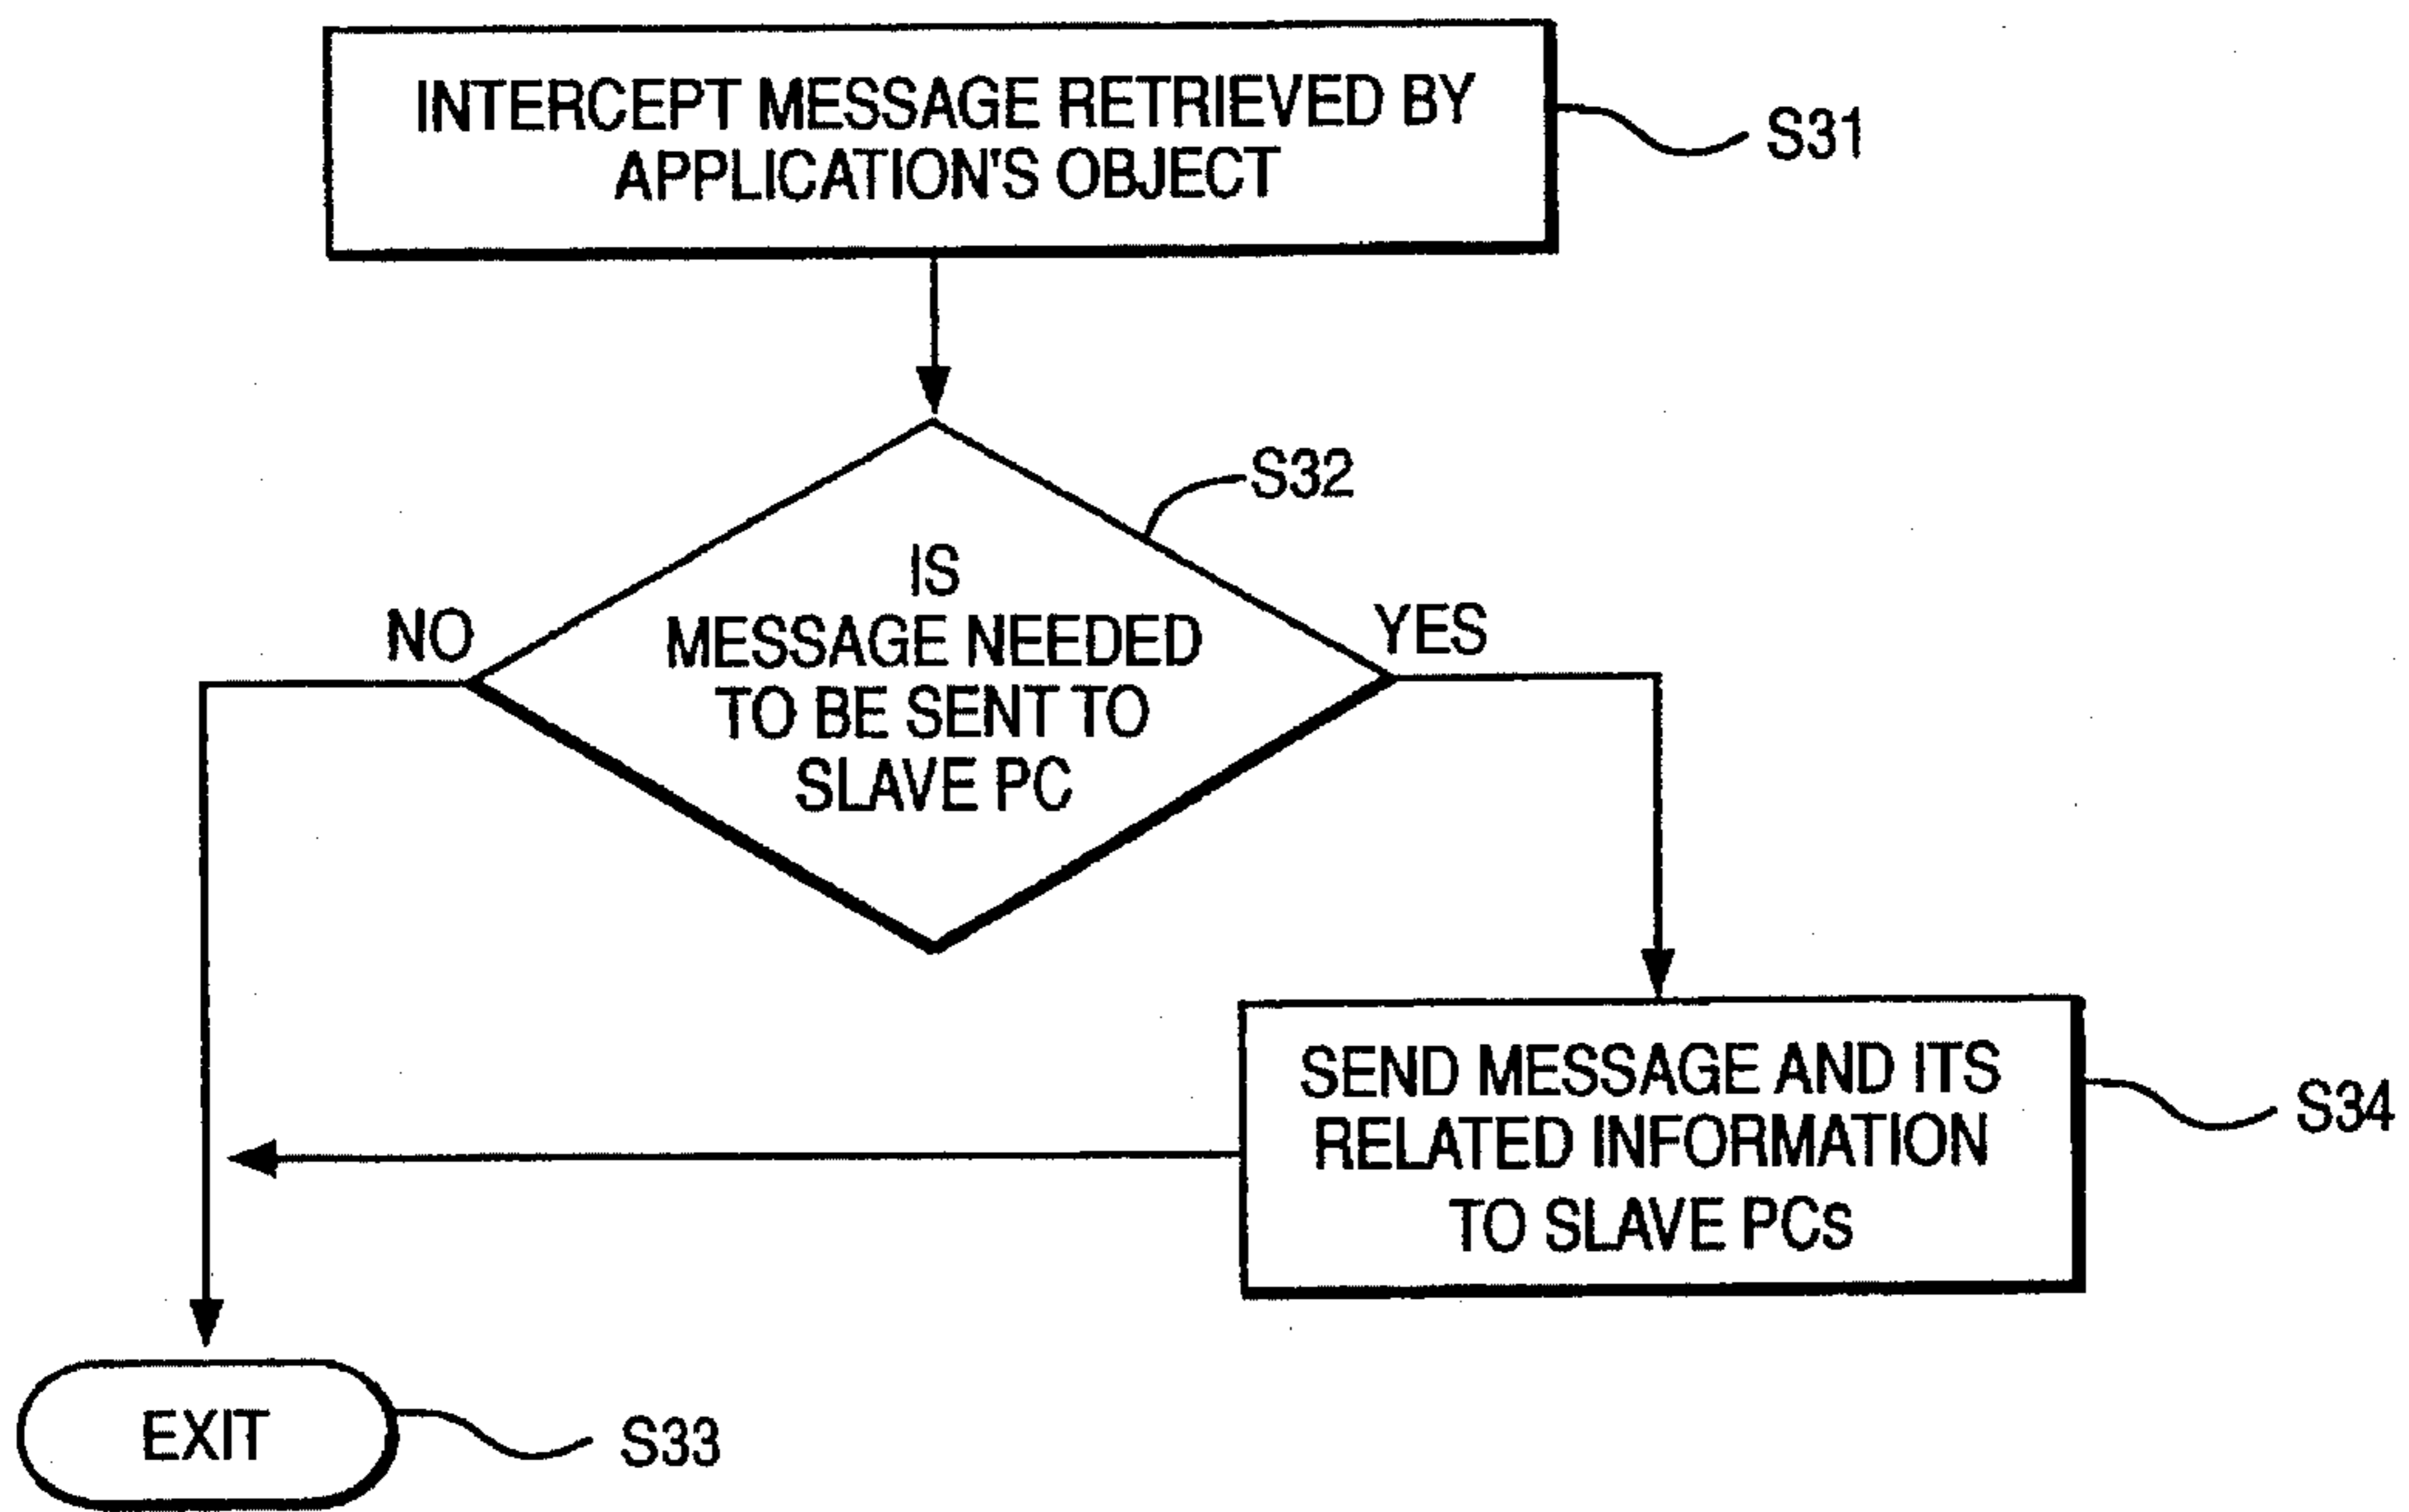 INTERCEPT MESSAGE RETRIEVED BY
APPLICATION'S OBJECT
S31
S32
IS
MESSAGE NEEDED
TO BE SENT TO
SLAVE PC
NO
YES
SEND MESSAGE AND ITS
RELATED INFORMATION
TO SLAVE PCs
S34
EXIT
S33